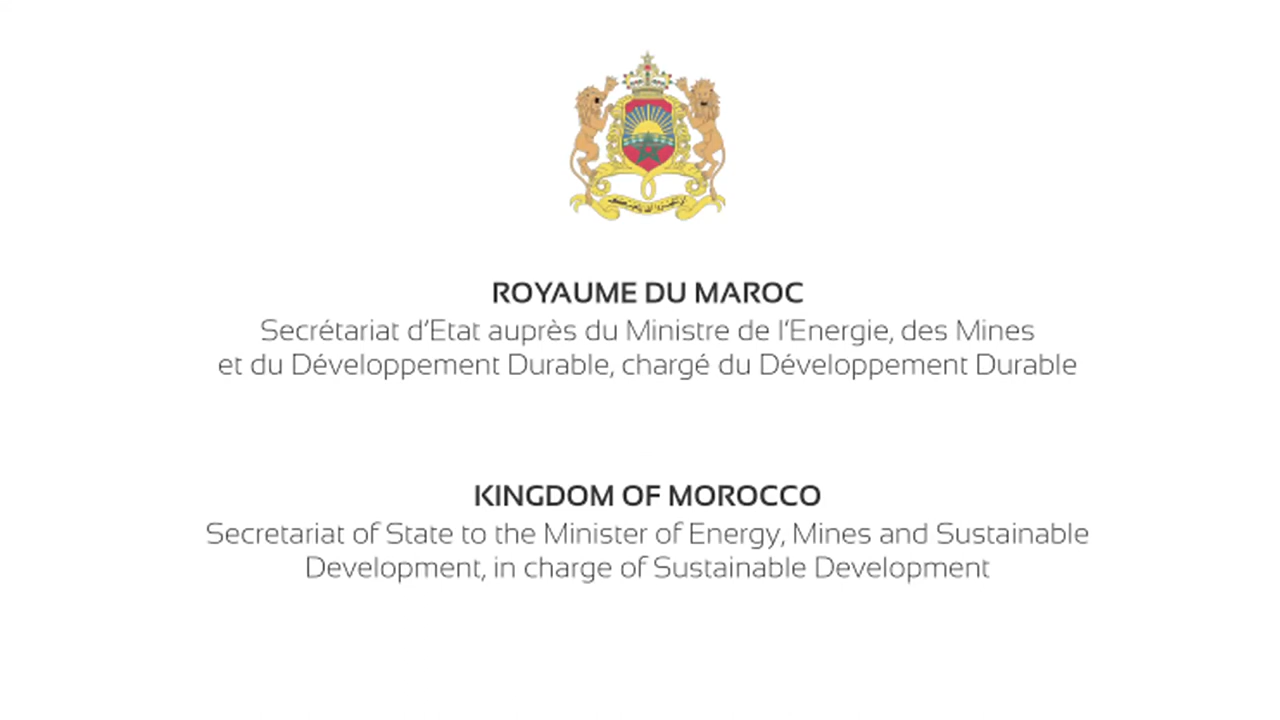 ROYAUME DU MAROC
Secrétariat d'Etat auprès du Ministre de l'Energie, des Mines
et du Développement Durable, chargé du Développement Durable
KINGDOM OF MOROCCO
Secretariat of State to the Minister of Energy, Mines and Sustainable
Development, in charge of Sustainable Development